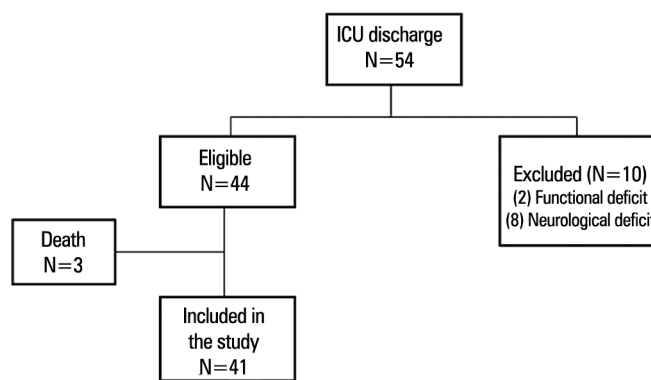 ICU discharge
N=54
Eligible
N=44
Excluded (N=10)
(2) Functional deficit
(8) Neurological deficit
Death
N=3
Included in
the study
N=41